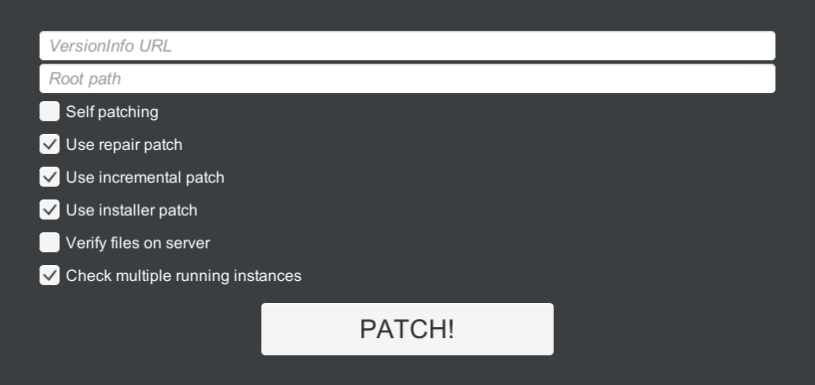 VersionInfo URL
Root path
Self patching
Use repair patch
Use incremental patch
Use installer patch
Verify files on server
Check multiple running instances
PATCH!